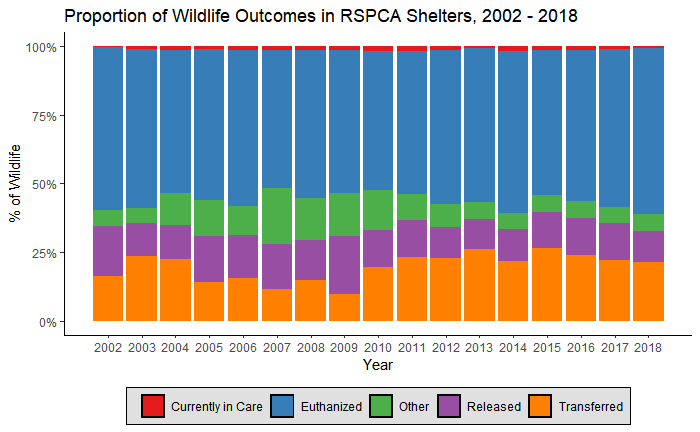 Proportion of Wildlife Outcomes in RSPCA Shelters, 2002 - 2018
100%
75%
50%
25%
0%
% of Wildlife
2002 2003 2004 2005 2006 2007 2008 2009 2010 2011 2012 2013 2014 2015 2016 2017 2018
Year
Currently in Care Euthanized Other Released Transferred